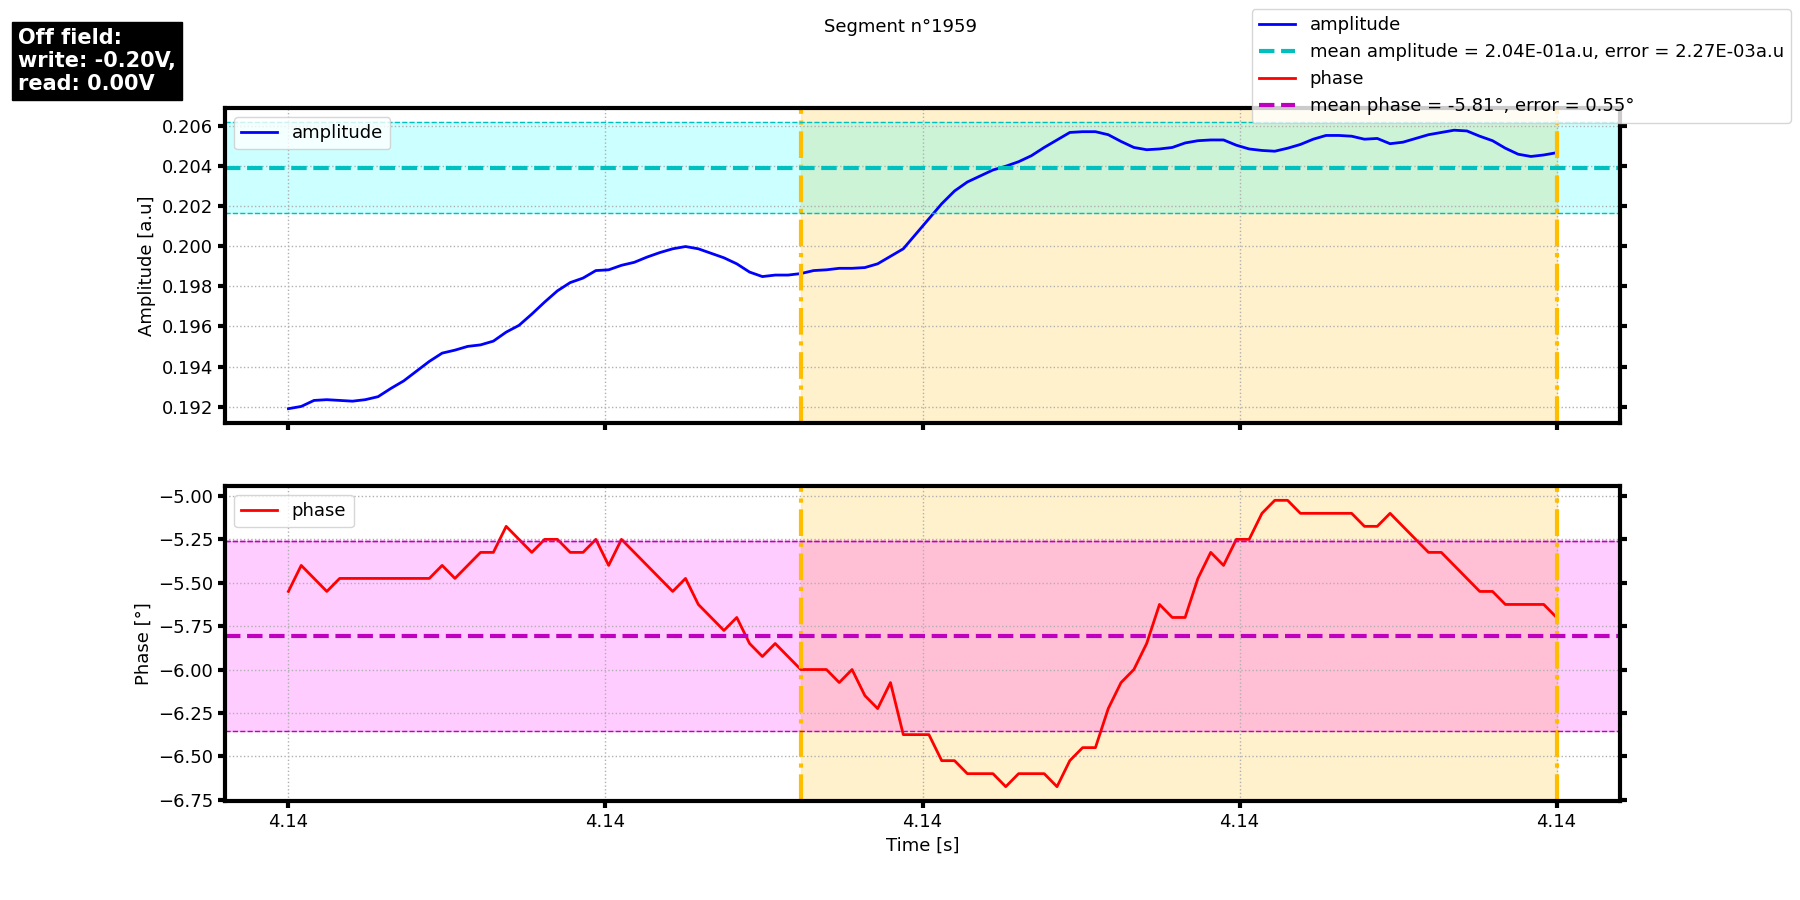 Segment n°1959
Off field:
write: -0.20V,
read: 0.00V
amplitude
mean amplitude = 2.04E-01a.u, error = 2.27E-03a.u
phase
mean phase = -5.81°, error = 0.55°
amplitude
Amplitude [a.u]
0.206
0.204
0.202
0.200
0.198
0.196
0.194
0.192
phase
Phase [°]
−5.00
−5.25
−5.50
−5.75
−6.00
−6.25
−6.50
−6.75
4.14 4.14 4.14 4.14 4.14
Time [s]